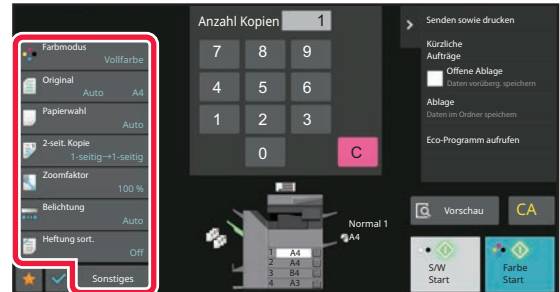 Farbmodus
Vollfarbe
Original
Auto A4
Papierwahl
Auto
2-seit. Kopie
1-seitig→1-seitig
Zoomfaktor
100 %
Belichtung
Auto
Heftung sort.
Off
Sonstiges
Anzahl Kopien 1
7 8 9
4 5 6
1 2 3
0 C
Normal 1
A4
1 A4
2 A4
3 B4
4 A3
Senden sowie drucken
Kürzliche
Aufträge
Offene Ablage
Daten vorüberg. speichern
Ablage
Daten im Ordner speichern
Eco-Programm aufrufen
Vorschau CA
S/W
Start
Farbe
Start